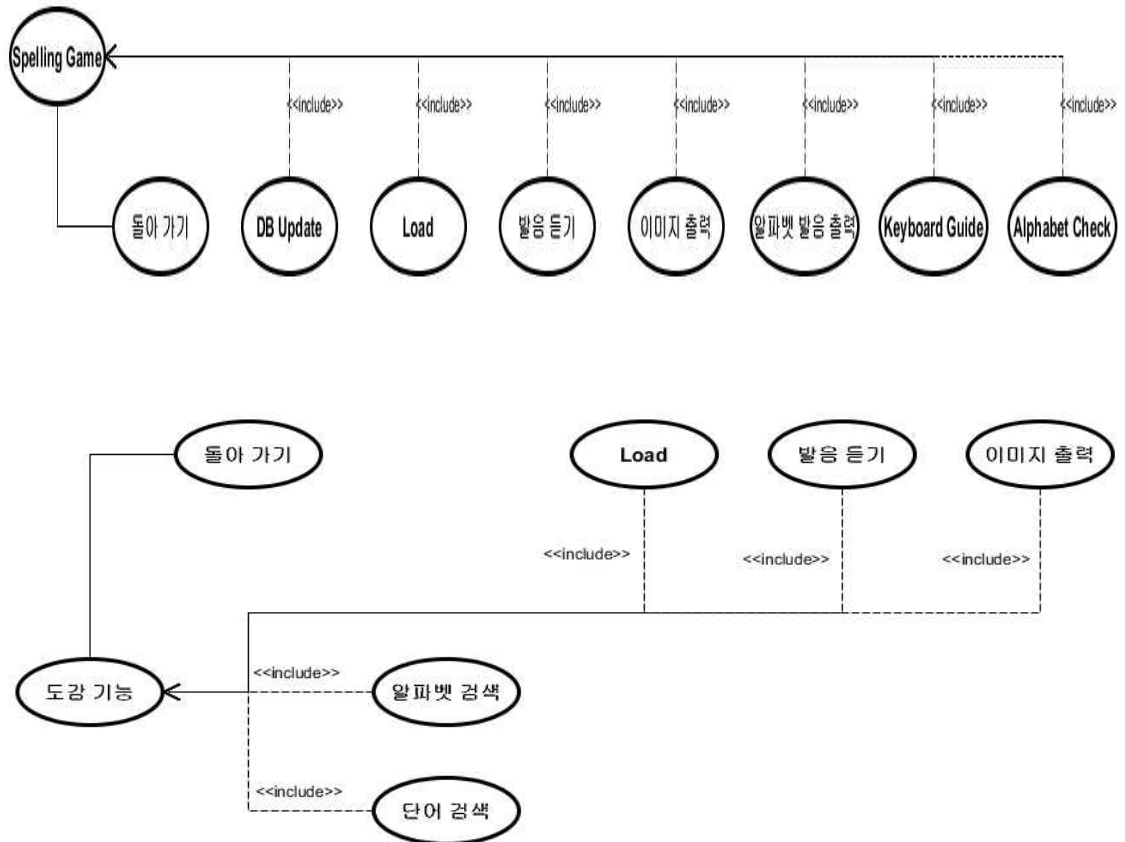 Spelling Game
<<include>> <<include>> <<include>> <<include>> <<include>> <<include>> <<include>>
돌아 가기 DB Update Load 발음 듣기 이미지 출력 알파벳 발음 출력 Keyboard Guide Alphabet Check
돌아 가기 Load 발음 듣기 이미지 출력
<<include>> <<include>> <<include>>
<<include>>
도감 기능 알파벳 검색
<<include>>
단어 검색